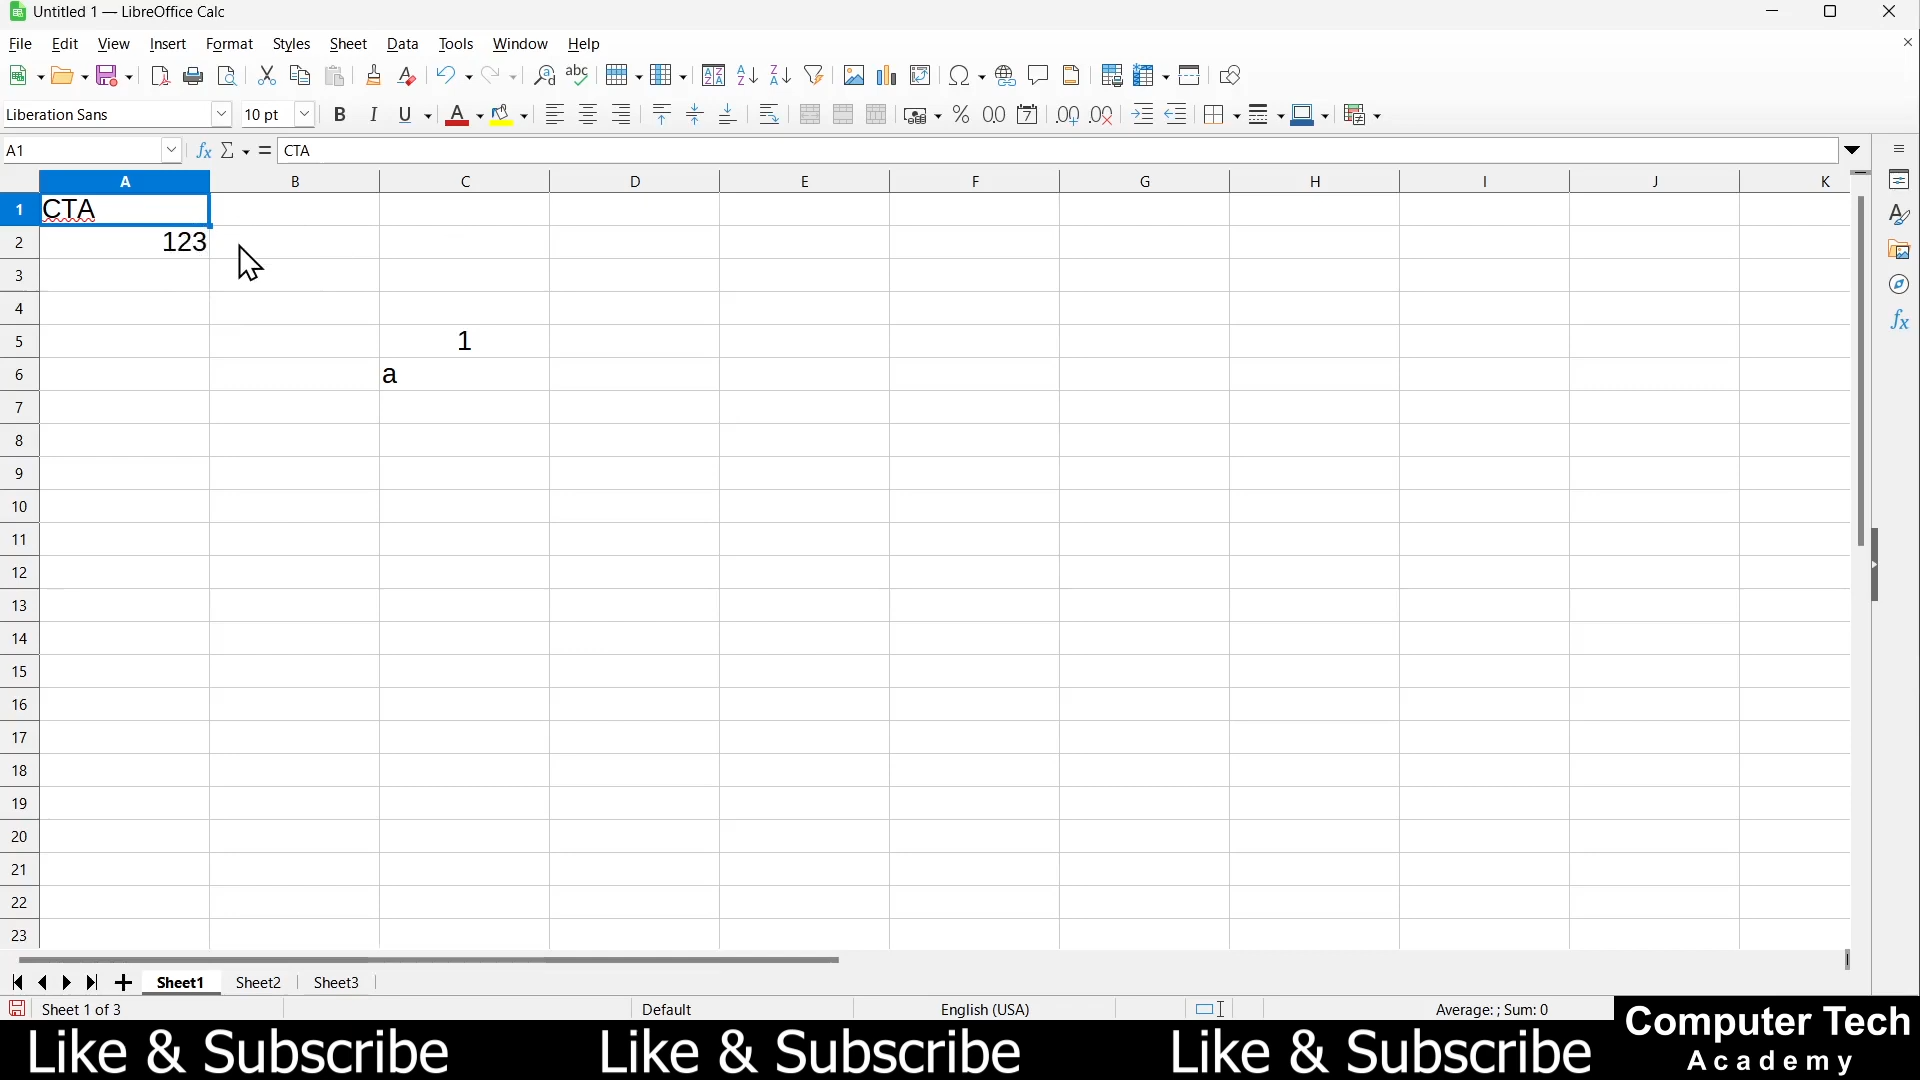 Untitled 1 — LibreOffice Calc
File Edit View Insert Format Styles Sheet Data Tools Window Help
Liberation Sans 10 pt
A1 CTA
A B C D E F G H I J K
1 CTA
2 123
3
4
5 1
6 a
7
8
9
10
11
12
13
14
15
16
17
18
19
20
21
22
23
Sheet1 Sheet2 Sheet3
Sheet 1 of 3 Default English (USA) Average: ; Sum: 0
Like & Subscribe Like & Subscribe Like & Subscribe
Computer Tech
Academy